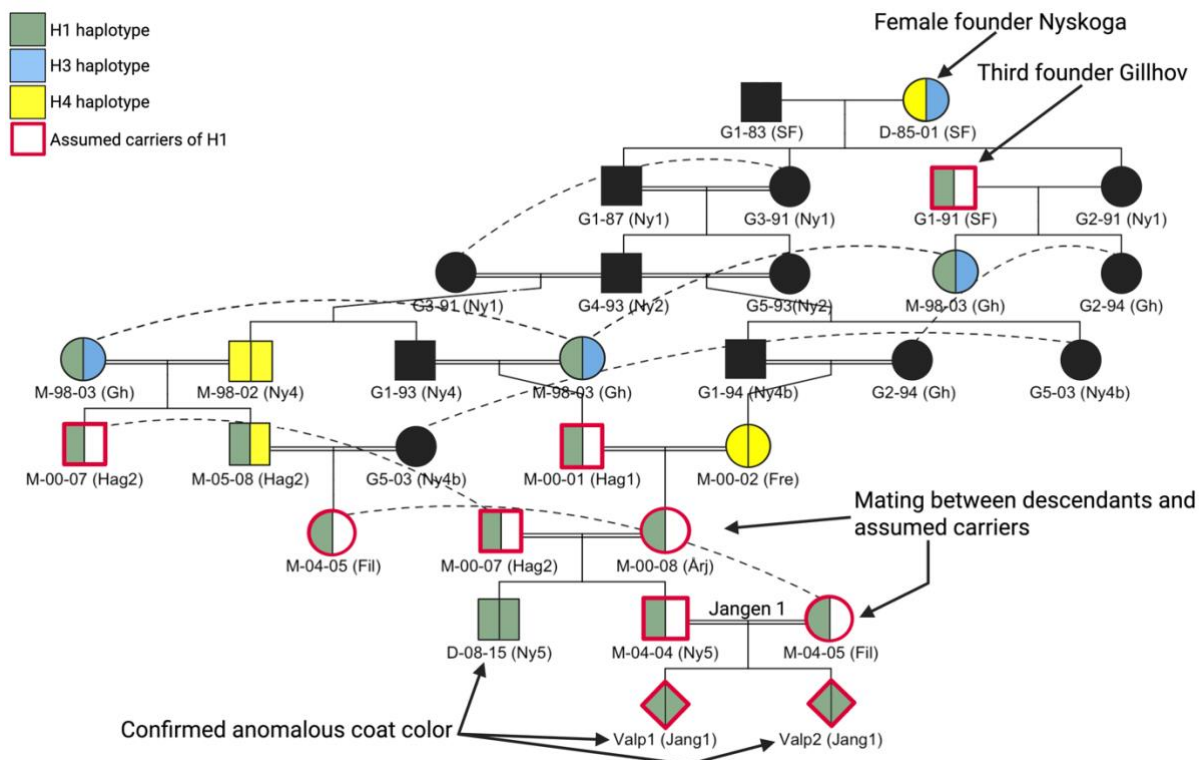 H1 haplotype
H3 haplotype
H4 haplotype
Assumed carriers of H1
Female founder Nyskoga
Third founder Gillhov
G1-83 (SF)
D-85-01 (SF)
G1-87 (Ny1)
G3-91 (Ny1)
G1-91 (SF)
G2-91 (Ny1)
G3-91 (Ny1)
G4-93 (Ny2)
G5-93(Ny2)
M-98-03 (Gh)
G2-94 (Gh)
M-98-03 (Gh)
M-98-02 (Ny4)
G1-93 (Ny4)
M-98-03 (Gh)
G1-94 (Ny4b)
G2-94 (Gh)
G5-03 (Ny4b)
M-00-07 (Hag2)
M-05-08 (Hag2)
G5-03 (Ny4b)
M-00-01 (Hag1)
M-00-02 (Fre)
Mating between descendants and
assumed carriers
M-04-05 (Fil)
M-00-07 (Hag2)
M-00-08 (Årj)
Jangen 1
D-08-15 (Ny5)
M-04-04 (Ny5)
M-04-05 (Fil)
Confirmed anomalous coat color
Valp1 (Jang1)
Valp2 (Jang1)